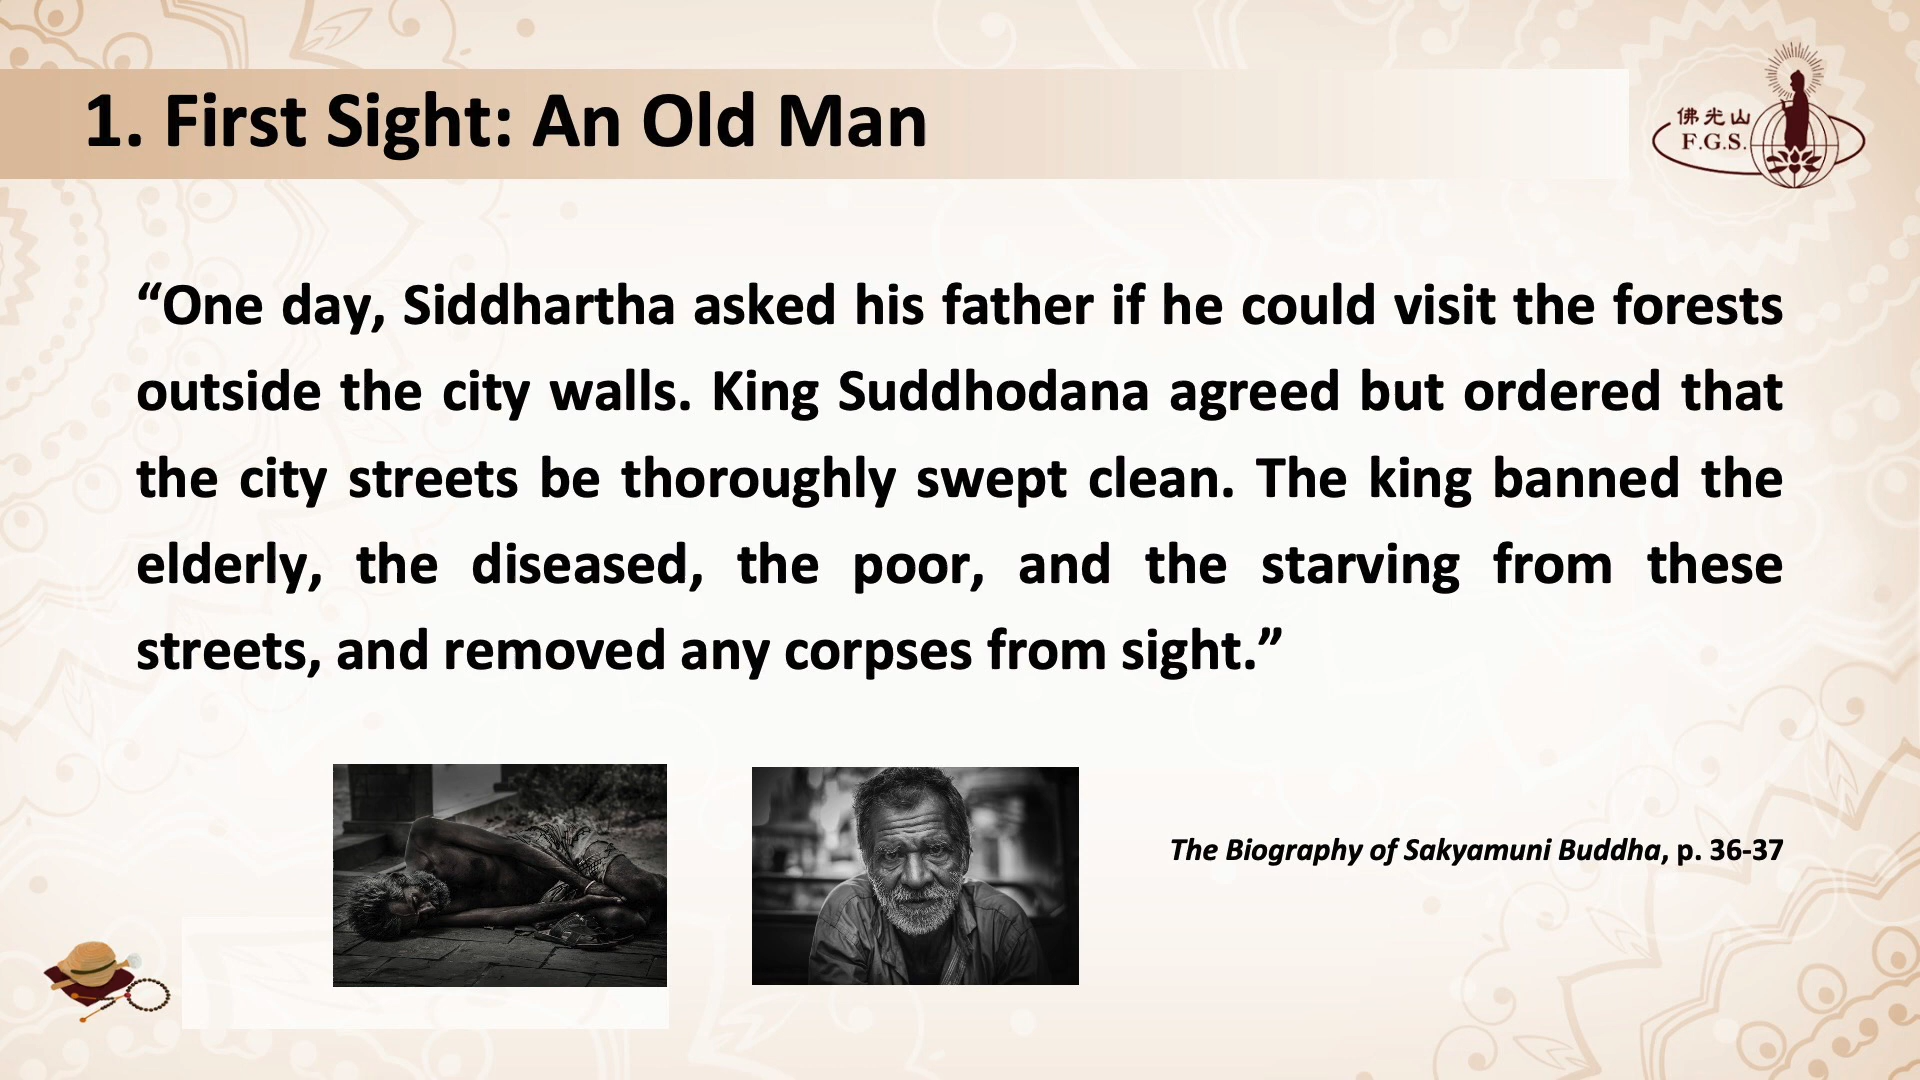 1. First Sight: An Old Man
佛光山
F.G.S.
“One day, Siddhartha asked his father if he could visit the forests
outside the city walls. King Suddhodana agreed but ordered that
the city streets be thoroughly swept clean. The king banned the
elderly, the diseased, the poor, and the starving from these
streets, and removed any corpses from sight.”
The Biography of Sakyamuni Buddha, p. 36-37